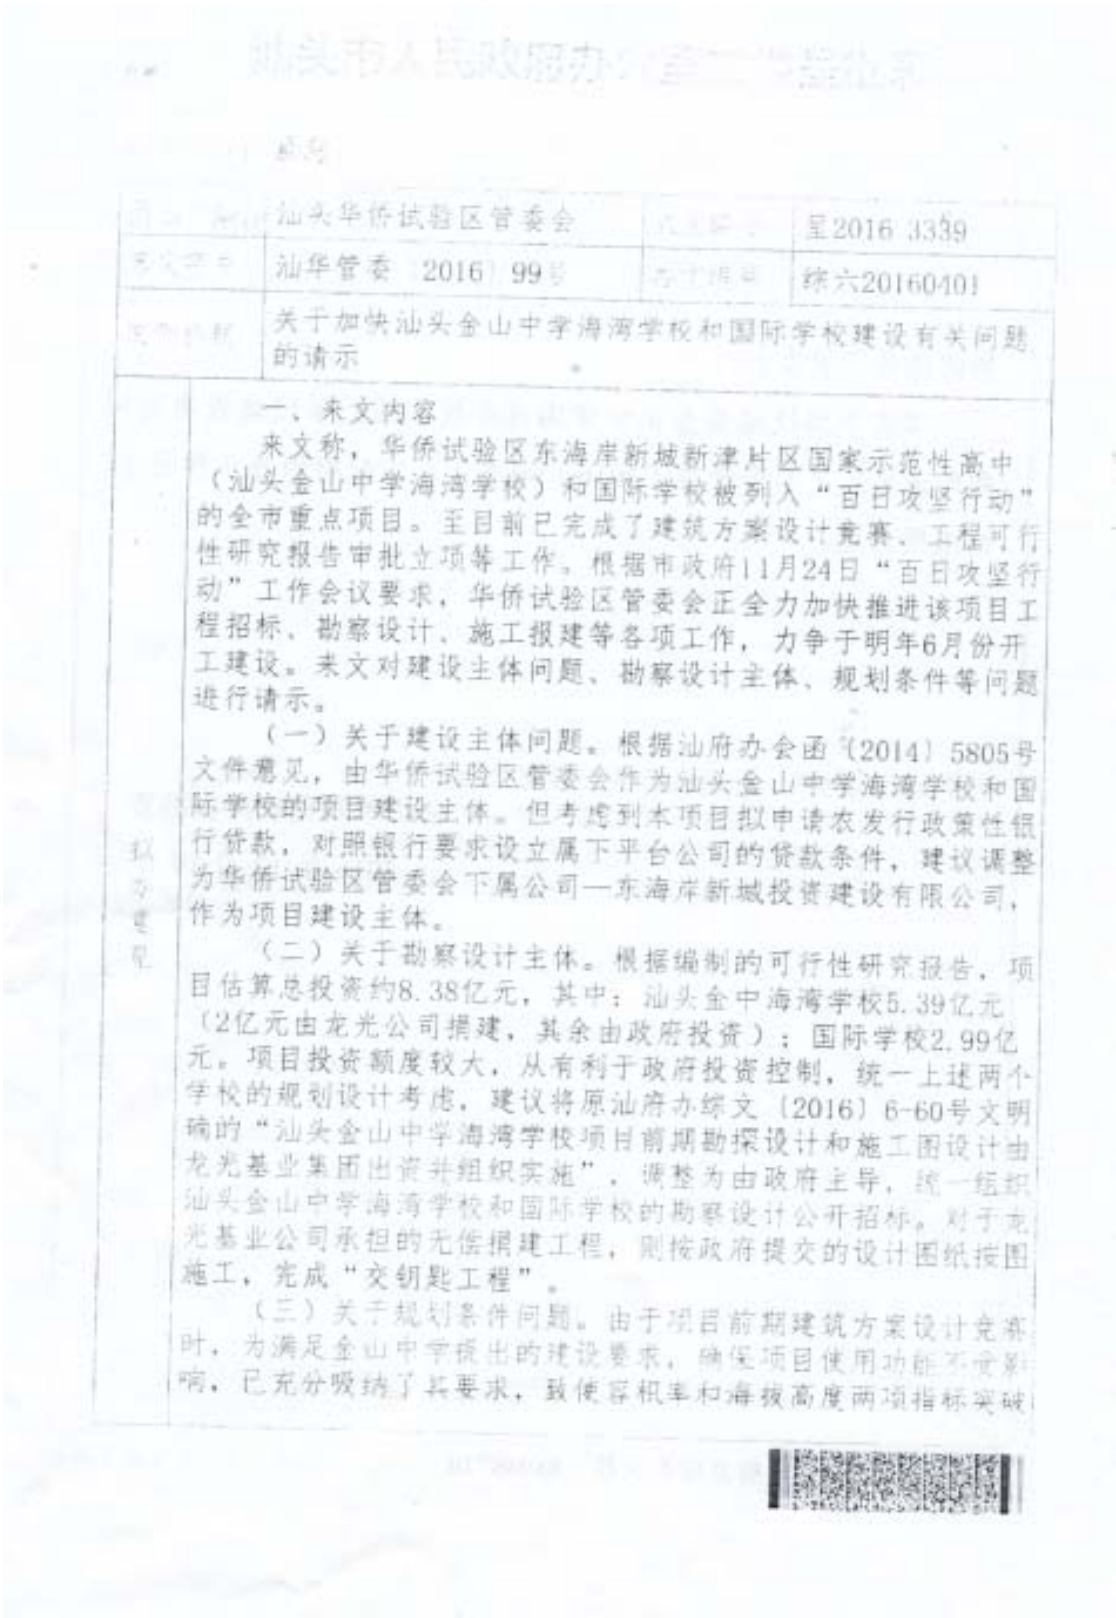 汕头华侨试验区管委会 呈2016 3339
汕华管委 2016 99号 综六20160401
关于加快汕头金山中学海湾学校和国际学校建设有关问题
的请示
一、来文内容
来文称，华侨试验区东海岸新城新津片区国家示范性高中
（汕头金山中学海湾学校）和国际学校被列入“百日攻坚行动”
的全市重点项目。至目前已完成了建筑方案设计竞赛、工程可行
性研究报告审批立项等工作。根据市政府11月24日“百日攻坚行
动”工作会议要求，华侨试验区管委会正全力加快推进该项目工
程招标、勘察设计、施工报建等各项工作，力争于明年6月份开
工建设。来文对建设主体问题、勘察设计主体、规划条件等问题
进行请示。
（一）关于建设主体问题。根据汕府办会函〔2014〕5805号
文件意见，由华侨试验区管委会作为汕头金山中学海湾学校和国
际学校的项目建设主体。但考虑到本项目拟申请农发行政策性银
行贷款，对照银行要求设立属下平台公司的贷款条件，建议调整
为华侨试验区管委会下属公司—东海岸新城投资建设有限公司，
作为项目建设主体。
拟办意见
（二）关于勘察设计主体。根据编制的可行性研究报告，项
目估算总投资约8.38亿元，其中：汕头金中海湾学校5.39亿元
（2亿元由龙光公司捐建，其余由政府投资）；国际学校2.99亿
元。项目投资额度较大，从有利于政府投资控制，统一上述两个
学校的规划设计考虑，建议将原汕府办综文〔2016〕6-60号文明
确的“汕头金山中学海湾学校项目前期勘探设计和施工图设计由
龙光基业集团出资并组织实施”，调整为由政府主导，统一组织
汕头金山中学海湾学校和国际学校的勘察设计公开招标。对于龙
光基业公司承担的无偿捐建工程，则按政府提交的设计图纸按图
施工，完成“交钥匙工程”。
（三）关于规划条件问题。由于项目前期建筑方案设计竞赛
时，为满足金山中学提出的建设要求，确保项目使用功能不受影
响，已充分吸纳了其要求，致使容积率和海拔高度两项指标突破